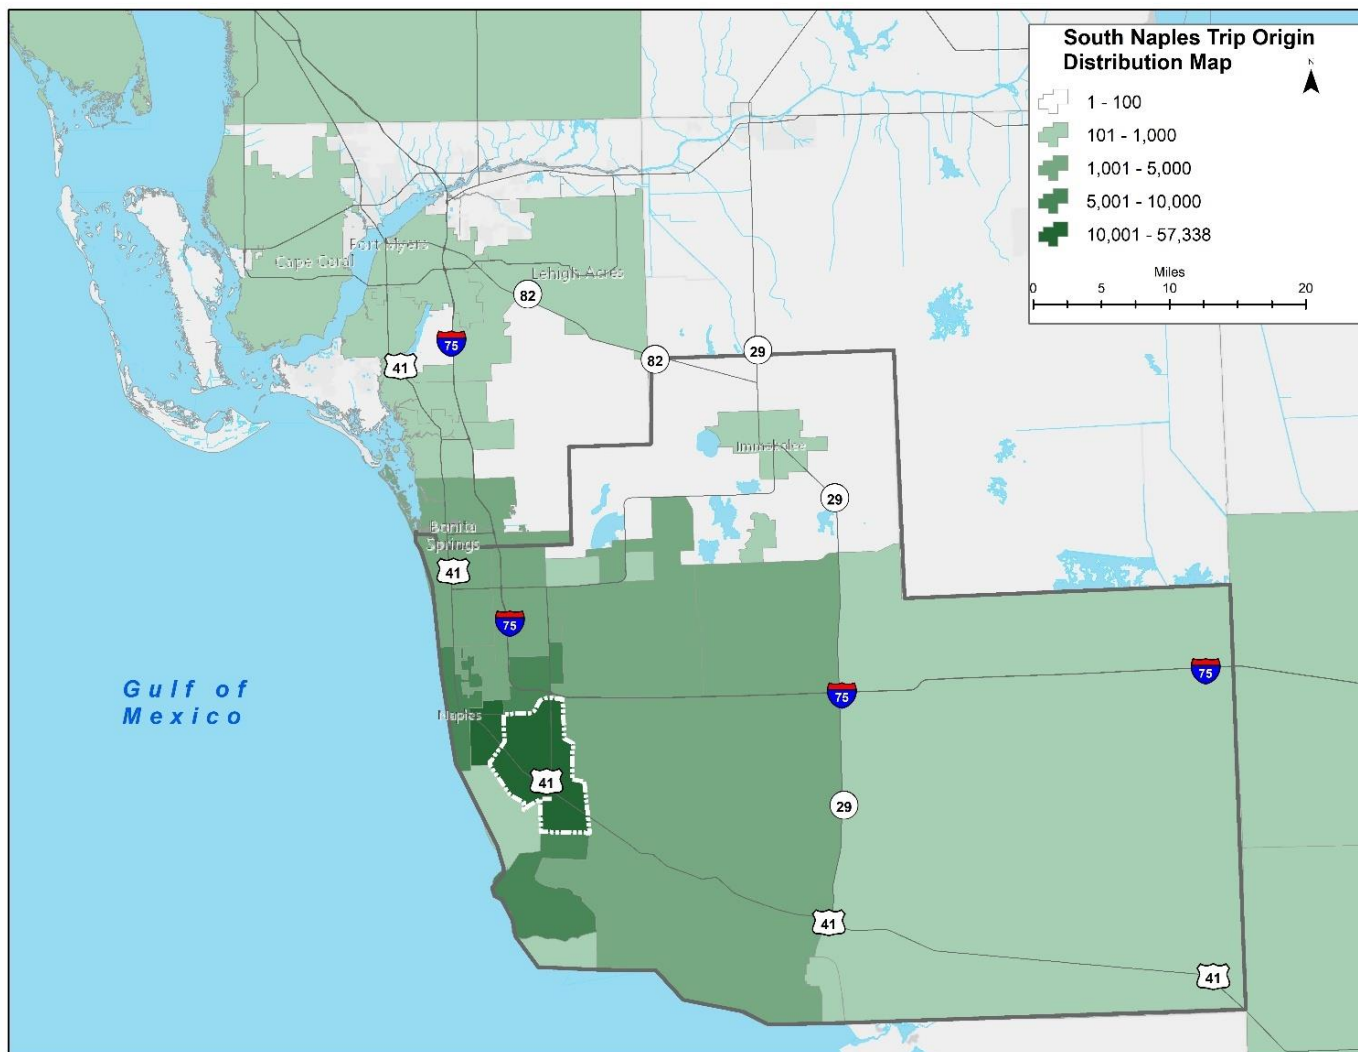 South Naples Trip Origin
Distribution Map
N
1 - 100
101 - 1,000
1,001 - 5,000
5,001 - 10,000
10,001 - 57,338
Miles
0 5 10 15 20
Fort Myers
Cape Coral
Lehigh Acres
82
75
41
82
29
Immokalee
29
Bonita
Springs
41
75
75
75
Gulf of
Mexico
Naples
41
29
41
41